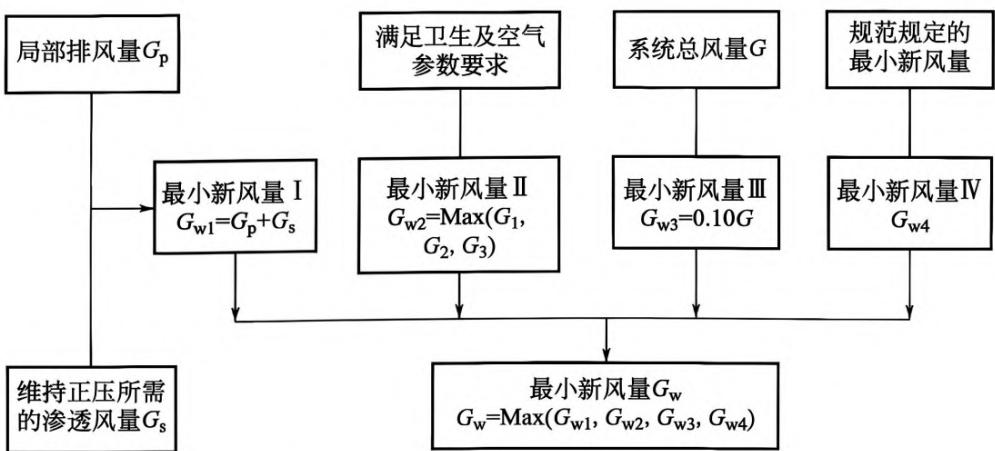 局部排风量Gp
满足卫生及空气
参数要求
系统总风量G
规范规定的
最小新风量
最小新风量Ⅰ
Gw1=Gp+Gs
最小新风量Ⅱ
Gw2=Max(G1,
G2, G3)
最小新风量Ⅲ
Gw3=0.10G
最小新风量Ⅳ
Gw4
维持正压所需
的渗透风量Gs
最小新风量Gw
Gw=Max(Gw1, Gw2, Gw3, Gw4)